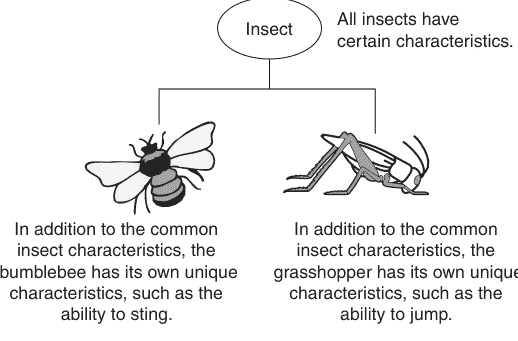 Insect
All insects have
certain characteristics.
In addition to the common
insect characteristics, the
bumblebee has its own unique
characteristics, such as the
ability to sting.
In addition to the common
insect characteristics, the
grasshopper has its own unique
characteristics, such as the
ability to jump.